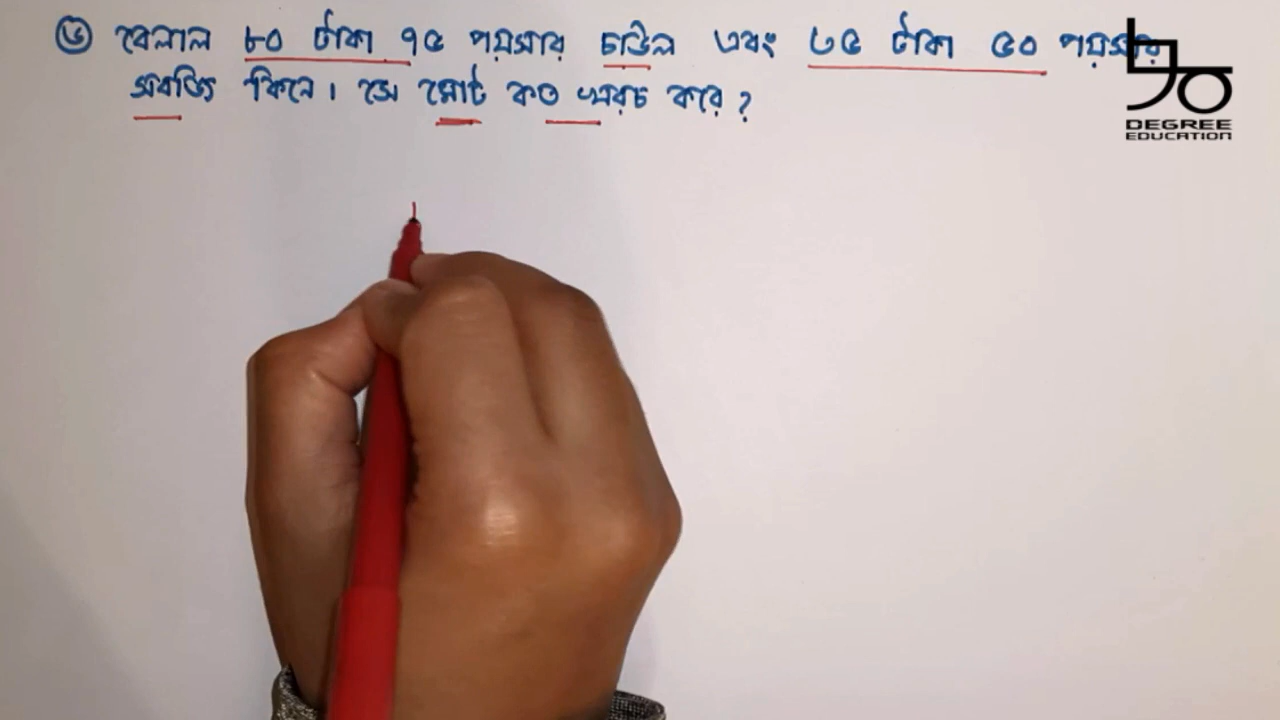 ৬ বেলাল ৮০ টাকা ৭৫ পয়সার চাউল এবং ৬৫ টাকা ৫০ পয়সার
সবজি কিনে। সে মোট কত খরচ করে?
DEGREE
EDUCATION